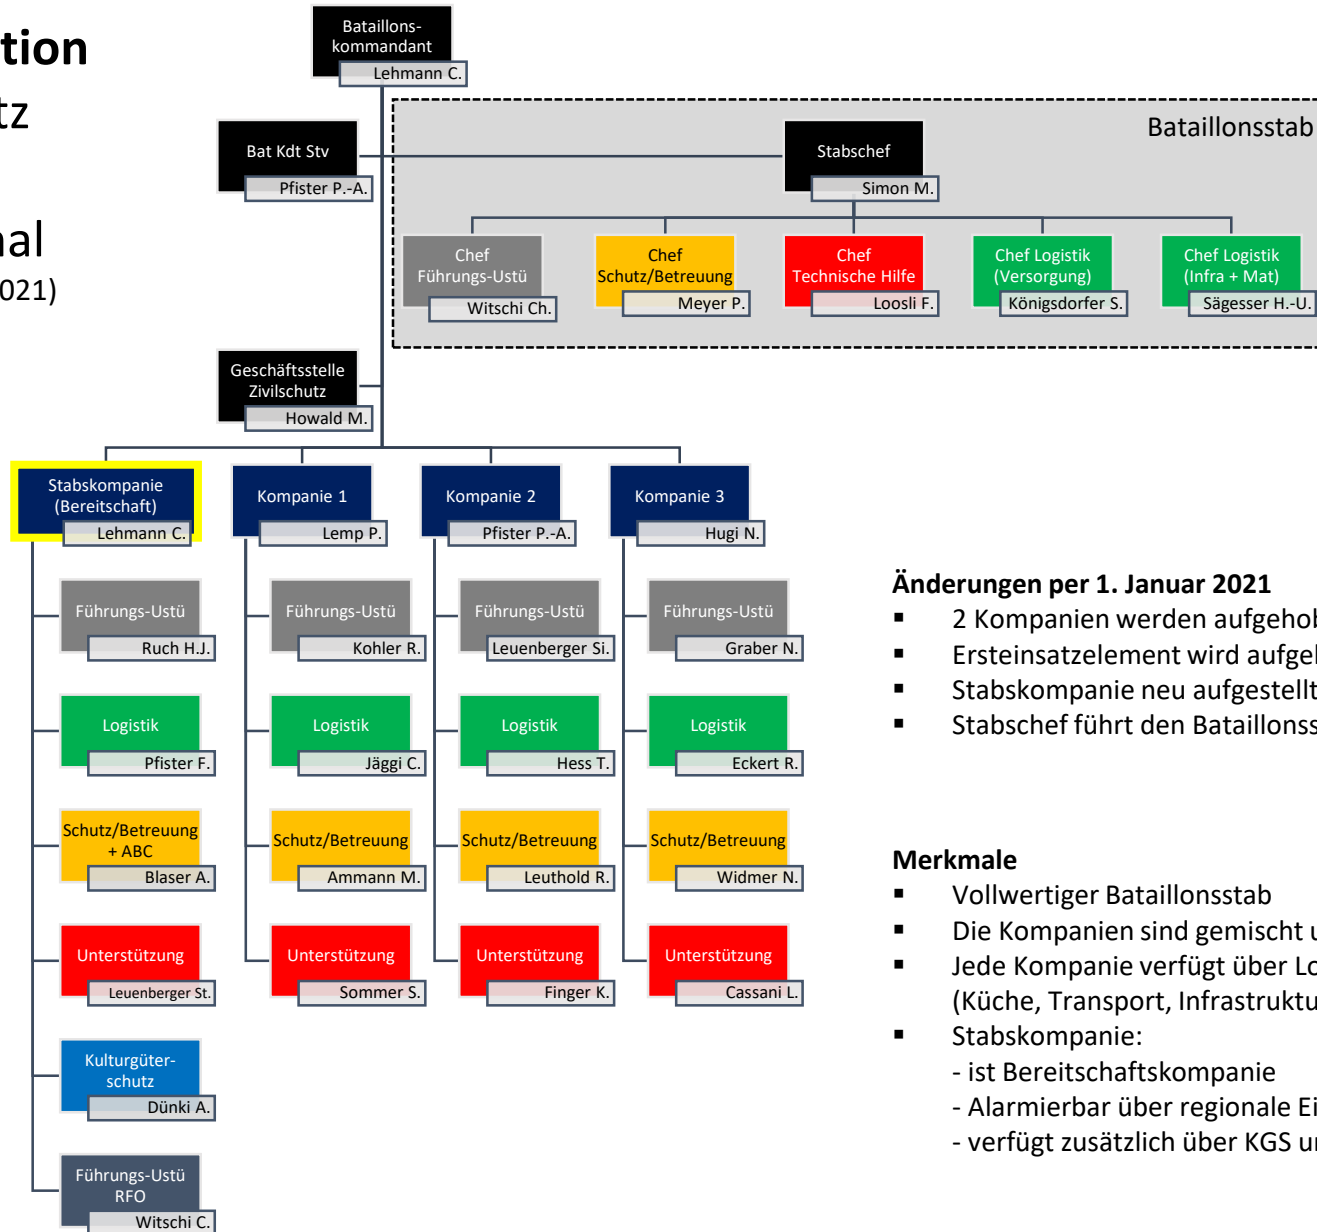 tion
tz
nal
021)
Bataillons-
kommandant
Lehmann C.
Bat Kdt Stv
Pfister P.-A.
Bataillonsstab
Stabschef
Simon M.
Chef
Führungs-Ustü
Witschi Ch.
Chef
Schutz/Betreuung
Meyer P.
Chef
Technische Hilfe
Loosli F.
Chef Logistik
(Versorgung)
Königsdorfer S.
Chef Logistik
(Infra + Mat)
Sägesser H.-U.
Geschäftsstelle
Zivilschutz
Howald M.
Stabskompanie
(Bereitschaft)
Lehmann C.
Kompanie 1
Lemp P.
Kompanie 2
Pfister P.-A.
Kompanie 3
Hugi N.
Führungs-Ustü
Ruch H.J.
Führungs-Ustü
Kohler R.
Führungs-Ustü
Leuenberger Si.
Führungs-Ustü
Graber N.
Logistik
Pfister F.
Logistik
Jäggi C.
Logistik
Hess T.
Logistik
Eckert R.
Schutz/Betreuung
+ ABC
Blaser A.
Schutz/Betreuung
Ammann M.
Schutz/Betreuung
Leuthold R.
Schutz/Betreuung
Widmer N.
Unterstützung
Leuenberger St.
Unterstützung
Sommer S.
Unterstützung
Finger K.
Unterstützung
Cassani L.
Kulturgüter-
schutz
Dünki A.
Führungs-Ustü
RFO
Witschi C.
Änderungen per 1. Januar 2021
▪ 2 Kompanien werden aufgehob
▪ Ersteinsatzelement wird aufgel
▪ Stabskompanie neu aufgestellt
▪ Stabschef führt den Bataillonss
Merkmale
▪ Vollwertiger Bataillonsstab
▪ Die Kompanien sind gemischt u
▪ Jede Kompanie verfügt über Lo
(Küche, Transport, Infrastruktu
▪ Stabskompanie:
- ist Bereitschaftskompanie
- Alarmierbar über regionale Ei
- verfügt zusätzlich über KGS u